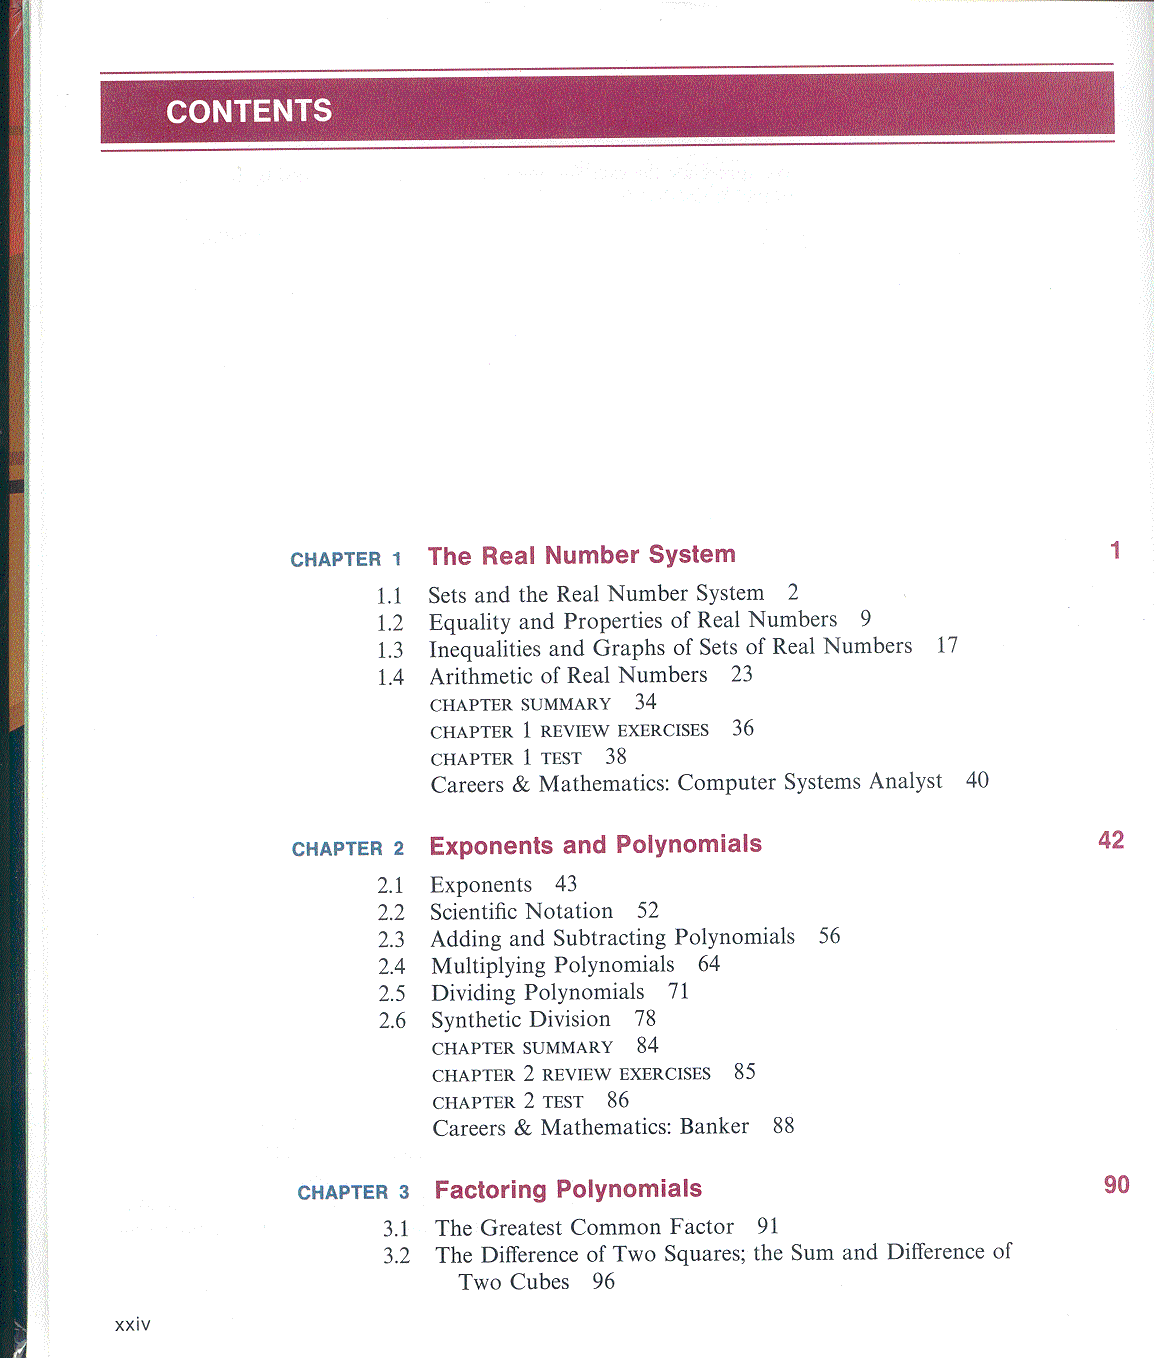 CONTENTS
CHAPTER 1 The Real Number System 1
1.1 Sets and the Real Number System 2
1.2 Equality and Properties of Real Numbers 9
1.3 Inequalities and Graphs of Sets of Real Numbers 17
1.4 Arithmetic of Real Numbers 23
CHAPTER SUMMARY 34
CHAPTER 1 REVIEW EXERCISES 36
CHAPTER 1 TEST 38
Careers & Mathematics: Computer Systems Analyst 40
CHAPTER 2 Exponents and Polynomials 42
2.1 Exponents 43
2.2 Scientific Notation 52
2.3 Adding and Subtracting Polynomials 56
2.4 Multiplying Polynomials 64
2.5 Dividing Polynomials 71
2.6 Synthetic Division 78
CHAPTER SUMMARY 84
CHAPTER 2 REVIEW EXERCISES 85
CHAPTER 2 TEST 86
Careers & Mathematics: Banker 88
CHAPTER 3 Factoring Polynomials 90
3.1 The Greatest Common Factor 91
3.2 The Difference of Two Squares; the Sum and Difference of
Two Cubes 96
xxiv